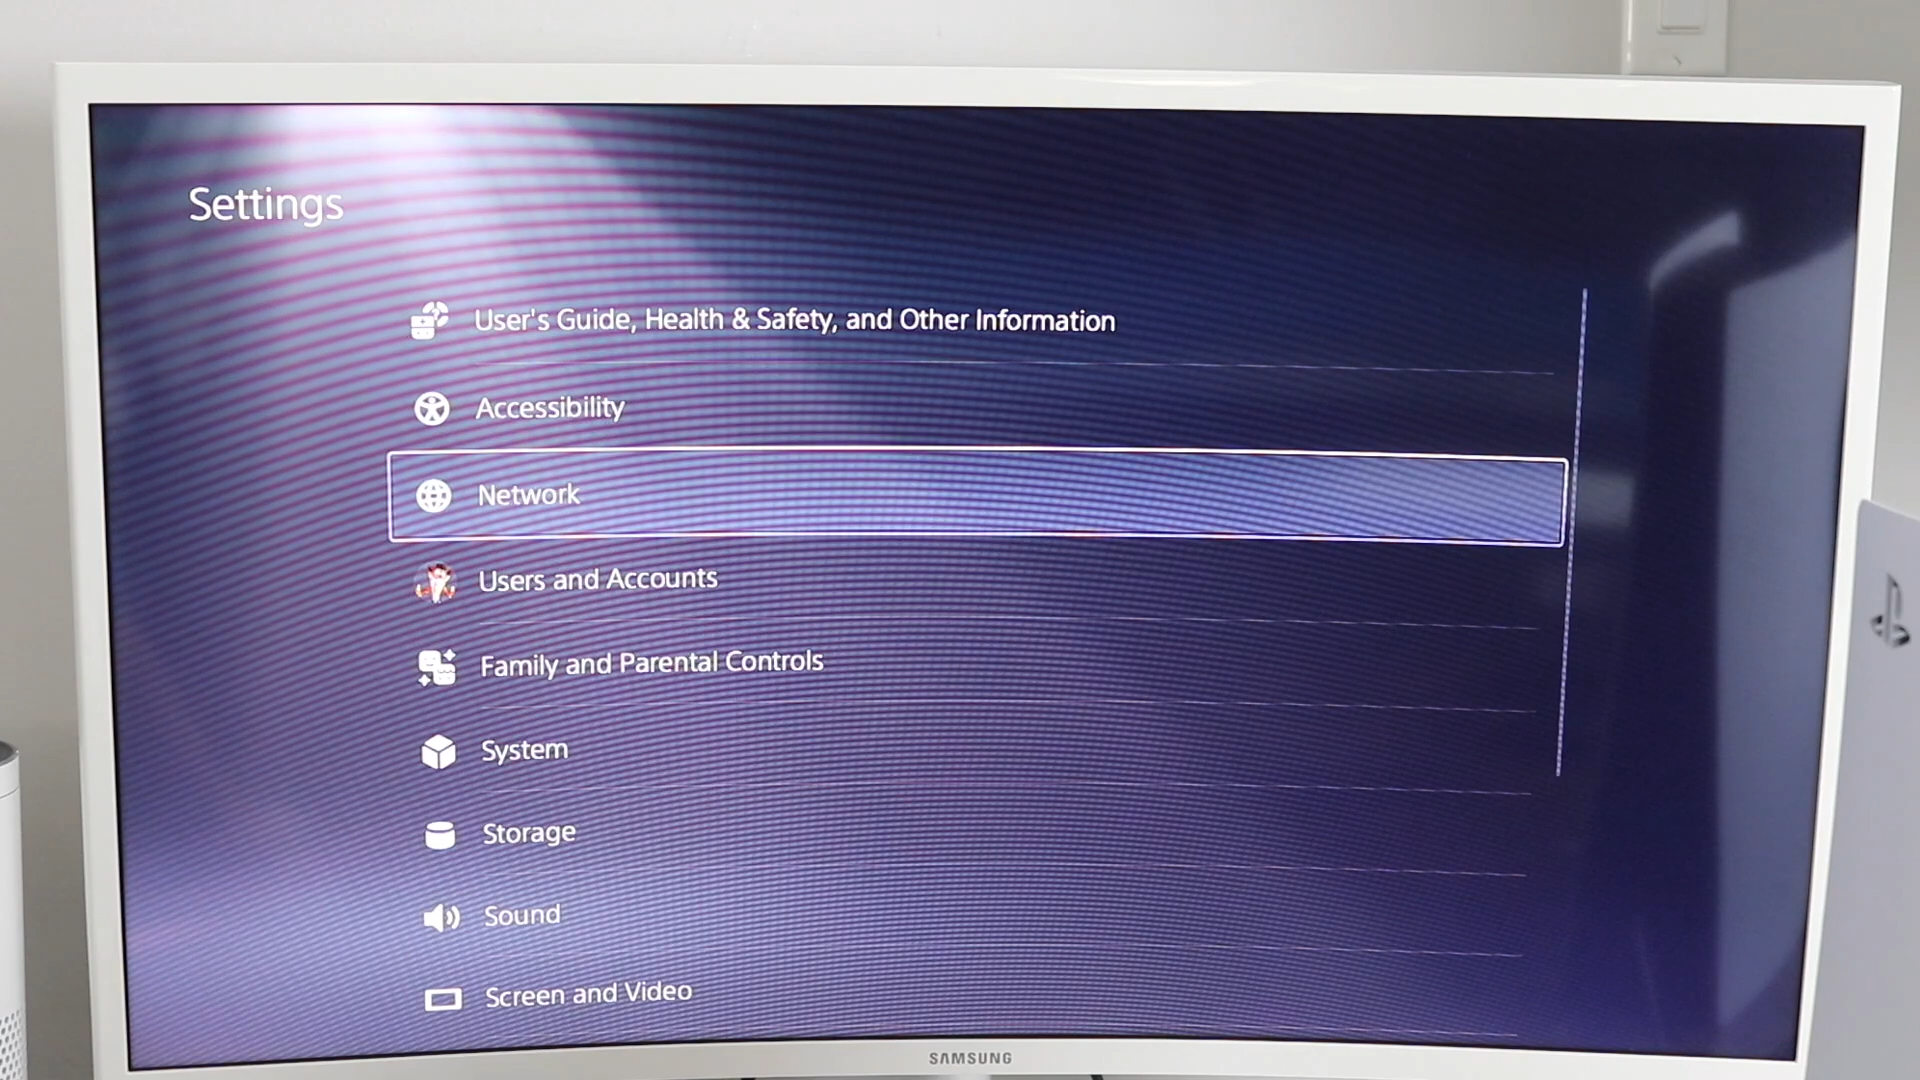 Settings
User's Guide, Health & Safety, and Other Information
Accessibility
Network
Users and Accounts
Family and Parental Controls
System
Storage
Sound
Screen and Video
SAMSUNG